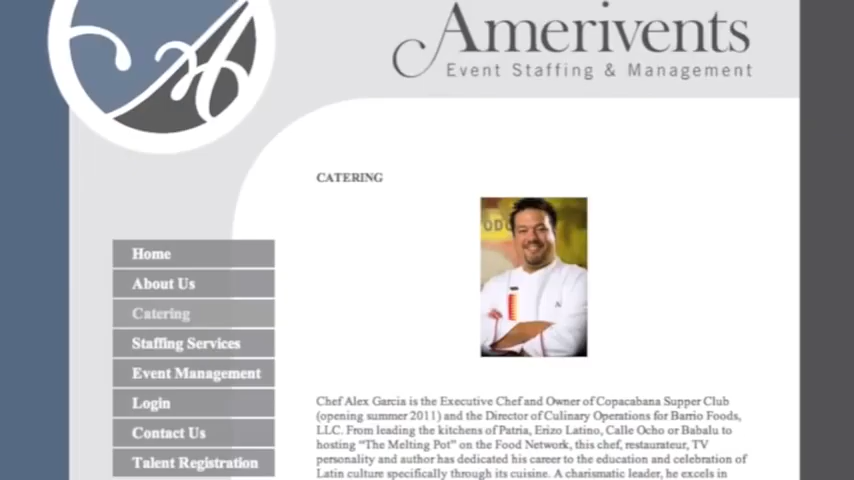 Amerivents
Event Staffing & Management
CATERING
Home
About Us
Catering
Staffing Services
Event Management
Login
Contact Us
Talent Registration
Chef Alex Garcia is the Executive Chef and Owner of Copacabana Supper Club
(opening summer 2011) and the Director of Culinary Operations for Barrio Foods,
LLC. From leading the kitchens of Patria, Erizo Latino, Calle Ocho or Babalu to
hosting “The Melting Pot” on the Food Network, this chef, restaurateur, TV
personality and author has dedicated his career to the education and celebration of
Latin culture specifically through its cuisine. A charismatic leader, he excels in